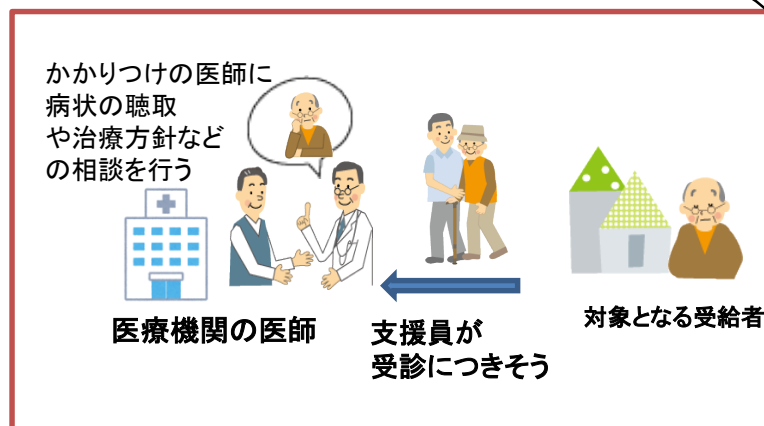 かかりつけの医師に
病状の聴取
や治療方針など
の相談を行う
医療機関の医師
支援員が
受診につきそう
対象となる受給者